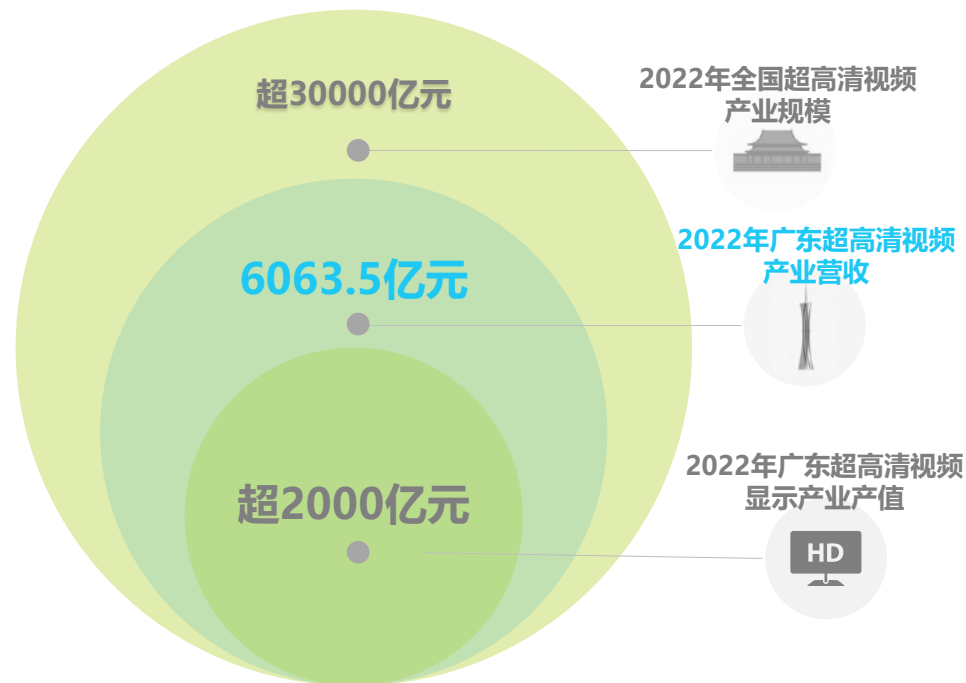 超30000亿元
2022年全国超高清视频
产业规模
6063.5亿元
2022年广东超高清视频
产业营收
超2000亿元
2022年广东超高清视频
显示产业产值
HD